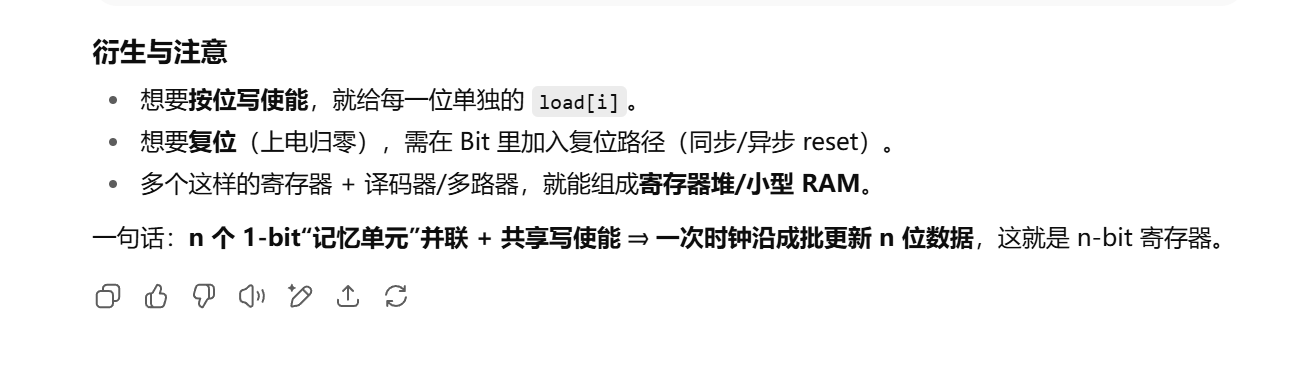 衍生与注意
想要按位写使能，就给每一位单独的 load[i]。
想要复位（上电归零），需在 Bit 里加入复位路径（同步/异步 reset）。
多个这样的寄存器 + 译码器/多路器，就能组成寄存器堆/小型 RAM。
一句话：n 个 1-bit“记忆单元”并联 + 共享写使能 ⇒ 一次时钟沿成批更新 n 位数据，这就是 n-bit 寄存器。